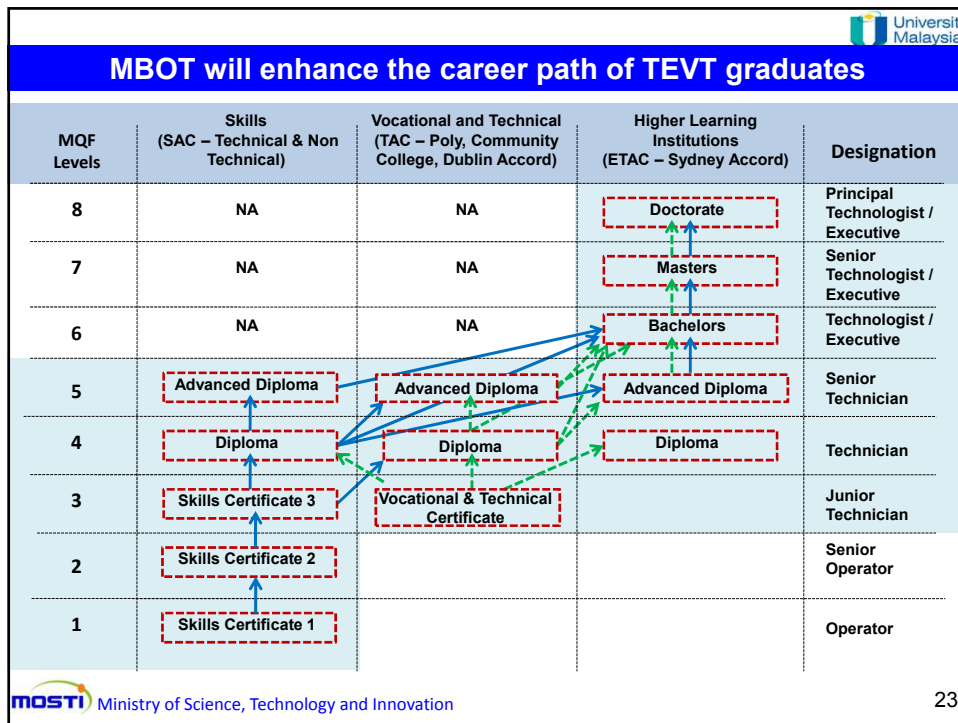 Universi
Malaysia
MBOT will enhance the career path of TEVT graduates
MQF
Levels
Skills
(SAC – Technical & Non
Technical)
Vocational and Technical
(TAC – Poly, Community
College, Dublin Accord)
Higher Learning
Institutions
(ETAC – Sydney Accord)
Designation
8
NA
NA
Doctorate
Principal
Technologist /
Executive
7
NA
NA
Masters
Senior
Technologist /
Executive
6
NA
NA
Bachelors
Technologist /
Executive
5
Advanced Diploma
Advanced Diploma
Advanced Diploma
Senior
Technician
4
Diploma
Diploma
Diploma
Technician
3
Skills Certificate 3
Vocational & Technical
Certificate
Junior
Technician
2
Skills Certificate 2
Senior
Operator
1
Skills Certificate 1
Operator
MOSTI Ministry of Science, Technology and Innovation
23